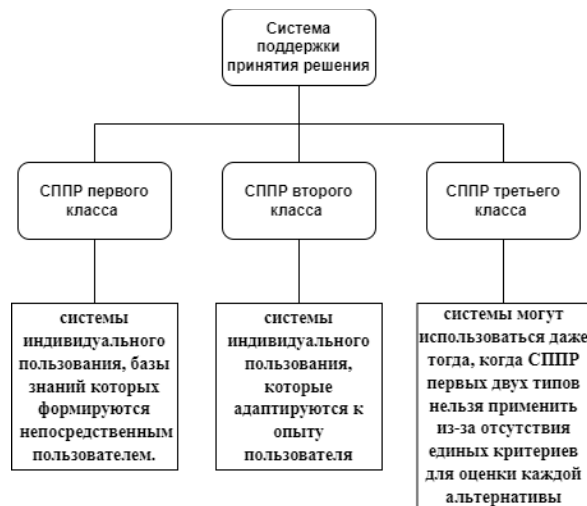 Система
поддержки
принятия решения
СППР первого
класса
СППР второго
класса
СППР третьего
класса
системы
индивидуального
пользования, базы
знаний которых
формируются
непосредственным
пользователем.
системы
индивидуального
пользования,
которые
адаптируются к
опыту
пользователя
системы могут
использоваться даже
тогда, когда СППР
первых двух типов
нельзя применить
из-за отсутствия
единых критериев
для оценки каждой
альтернативы